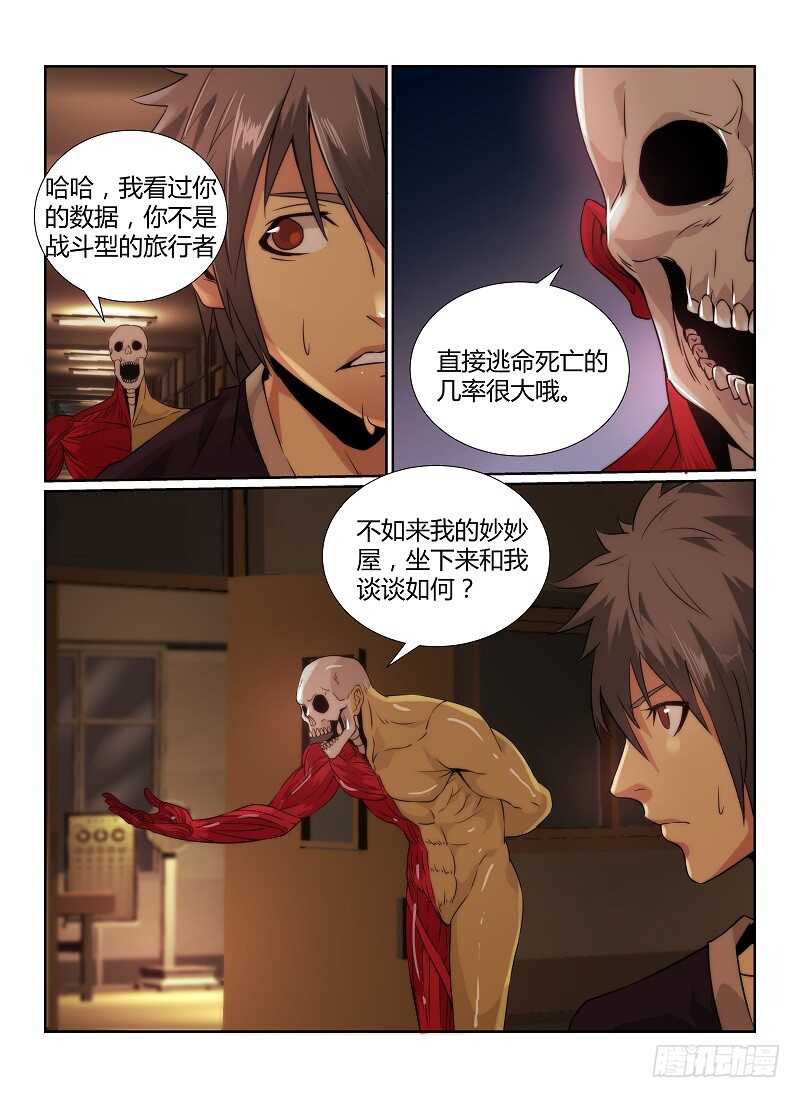 哈哈，我看过你
的数据，你不是
战斗型的旅行者
直接逃命死亡的
几率很大哦。
不如来我的妙妙
屋，坐下来和我
谈谈如何？
腾讯动漫